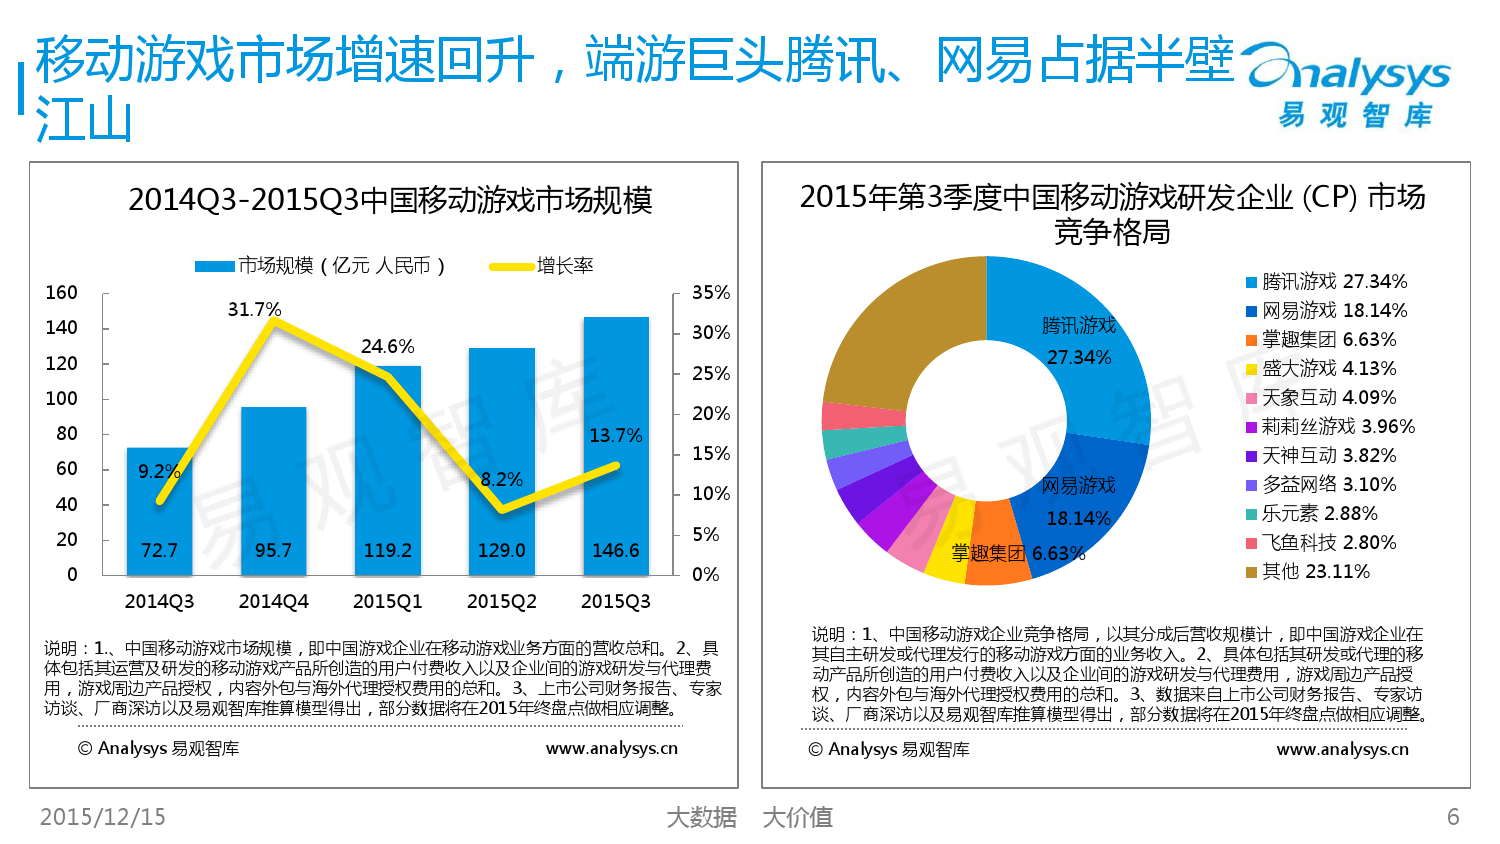 移动游戏市场增速回升，端游巨头腾讯、网易占据半壁
江山
Analysys
易观智库
2014Q3-2015Q3中国移动游戏市场规模
市场规模（亿元 人民币）
增长率
160
140
120
100
80
60
40
20
0
35%
30%
25%
20%
15%
10%
5%
0%
9.2%
31.7%
24.6%
8.2%
13.7%
72.7
95.7
119.2
129.0
146.6
2014Q3
2014Q4
2015Q1
2015Q2
2015Q3
易观智库
说明：1.、中国移动游戏市场规模，即中国游戏企业在移动游戏业务方面的营收总和。2、具
体包括其运营及研发的移动游戏产品所创造的用户付费收入以及企业间的游戏研发与代理费
用，游戏周边产品授权，内容外包与海外代理授权费用的总和。3、上市公司财务报告、专家
访谈、厂商深访以及易观智库推算模型得出，部分数据将在2015年终盘点做相应调整。
© Analysys 易观智库
www.analysys.cn
2015年第3季度中国移动游戏研发企业 (CP) 市场
竞争格局
腾讯游戏
27.34%
网易游戏
18.14%
掌趣集团 6.63%
腾讯游戏 27.34%
网易游戏 18.14%
掌趣集团 6.63%
盛大游戏 4.13%
天象互动 4.09%
莉莉丝游戏 3.96%
天神互动 3.82%
多益网络 3.10%
乐元素 2.88%
飞鱼科技 2.80%
其他 23.11%
易观智库
说明：1、中国移动游戏企业竞争格局，以其分成后营收规模计，即中国游戏企业在
其自主研发或代理发行的移动游戏方面的业务收入。2、具体包括其研发或代理的移
动产品所创造的用户付费收入以及企业间的游戏研发与代理费用，游戏周边产品授
权，内容外包与海外代理授权费用的总和。3、数据来自上市公司财务报告、专家访
谈、厂商深访以及易观智库推算模型得出，部分数据将在2015年终盘点做相应调整。
© Analysys 易观智库
www.analysys.cn
2015/12/15
大数据 大价值
6